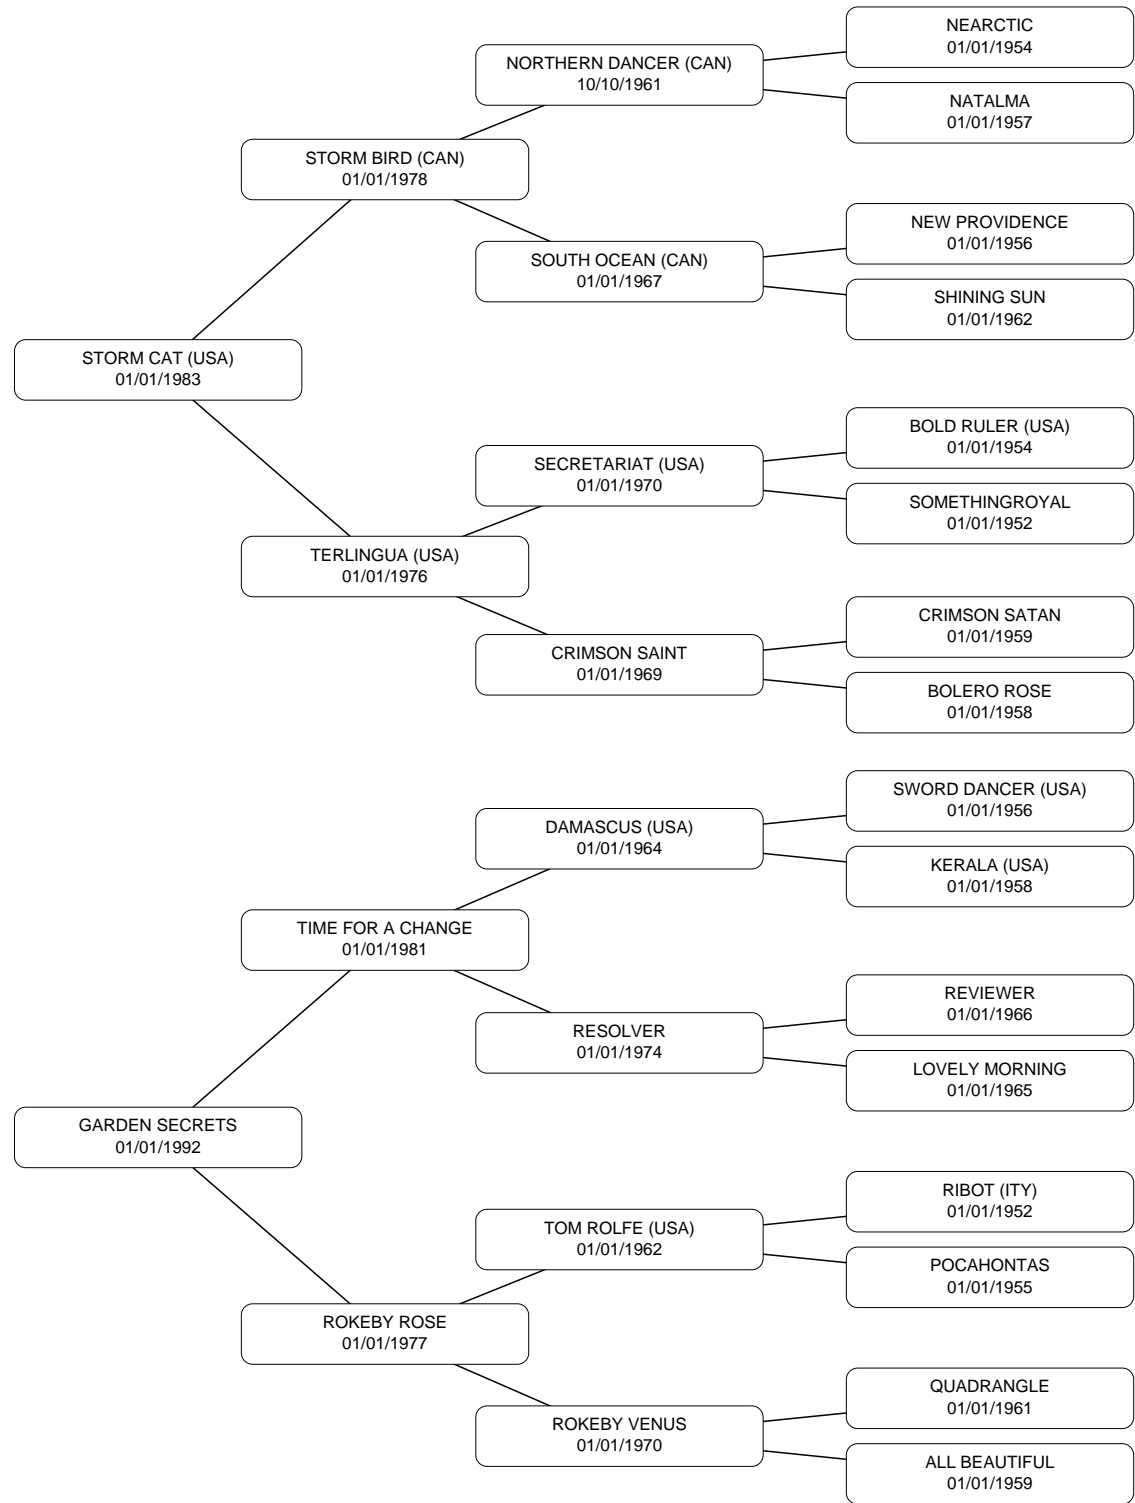 NEARCTIC
01/01/1954
NORTHERN DANCER (CAN)
10/10/1961
NATALMA
01/01/1957
STORM BIRD (CAN)
01/01/1978
NEW PROVIDENCE
01/01/1956
SOUTH OCEAN (CAN)
01/01/1967
SHINING SUN
01/01/1962
STORM CAT (USA)
01/01/1983
BOLD RULER (USA)
01/01/1954
SECRETARIAT (USA)
01/01/1970
SOMETHINGROYAL
01/01/1952
TERLINGUA (USA)
01/01/1976
CRIMSON SATAN
01/01/1959
CRIMSON SAINT
01/01/1969
BOLERO ROSE
01/01/1958
SWORD DANCER (USA)
01/01/1956
DAMASCUS (USA)
01/01/1964
KERALA (USA)
01/01/1958
TIME FOR A CHANGE
01/01/1981
REVIEWER
01/01/1966
RESOLVER
01/01/1974
LOVELY MORNING
01/01/1965
GARDEN SECRETS
01/01/1992
RIBOT (ITY)
01/01/1952
TOM ROLFE (USA)
01/01/1962
POCAHONTAS
01/01/1955
ROKEBY ROSE
01/01/1977
QUADRANGLE
01/01/1961
ROKEBY VENUS
01/01/1970
ALL BEAUTIFUL
01/01/1959